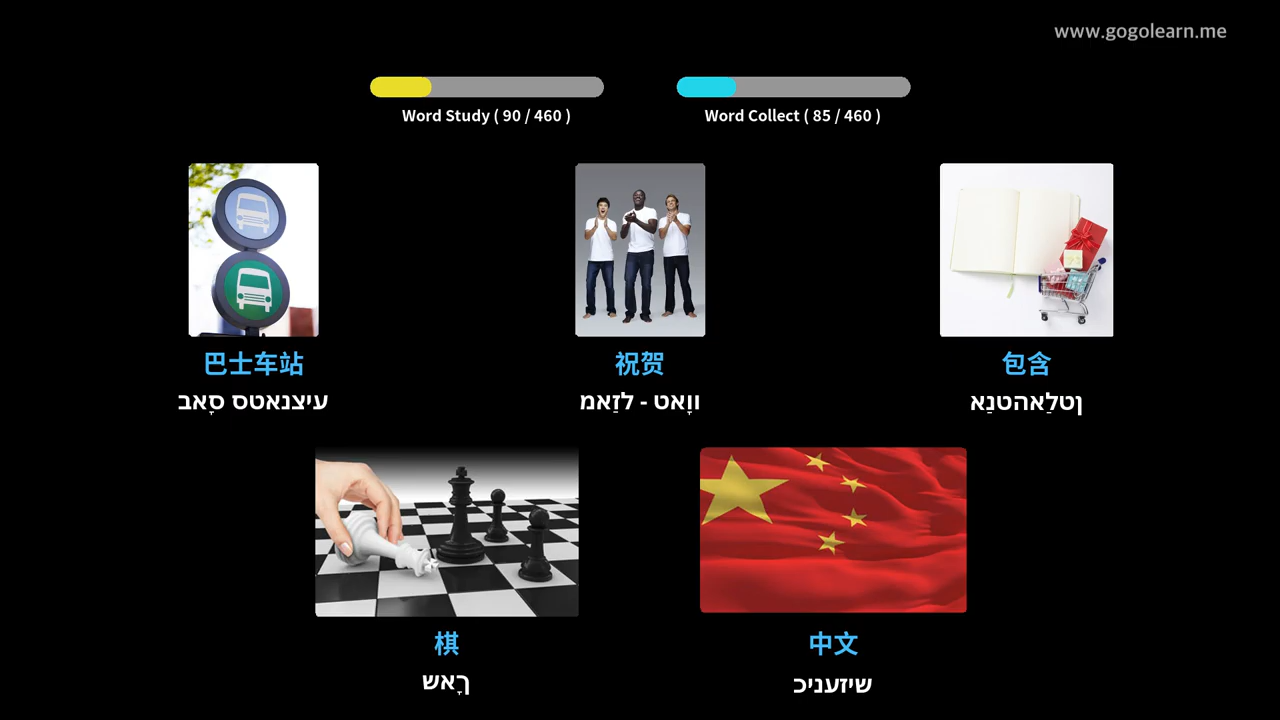 www.gogolearn.me
Word Study ( 90 / 460 )
Word Collect ( 85 / 460 )
巴士车站
עיצנאטס סָאב
祝贺
ווָאט - לזַאמ
包含
ןטלַאהטנַא
棋
ךָאש
中文
שיזעניכ